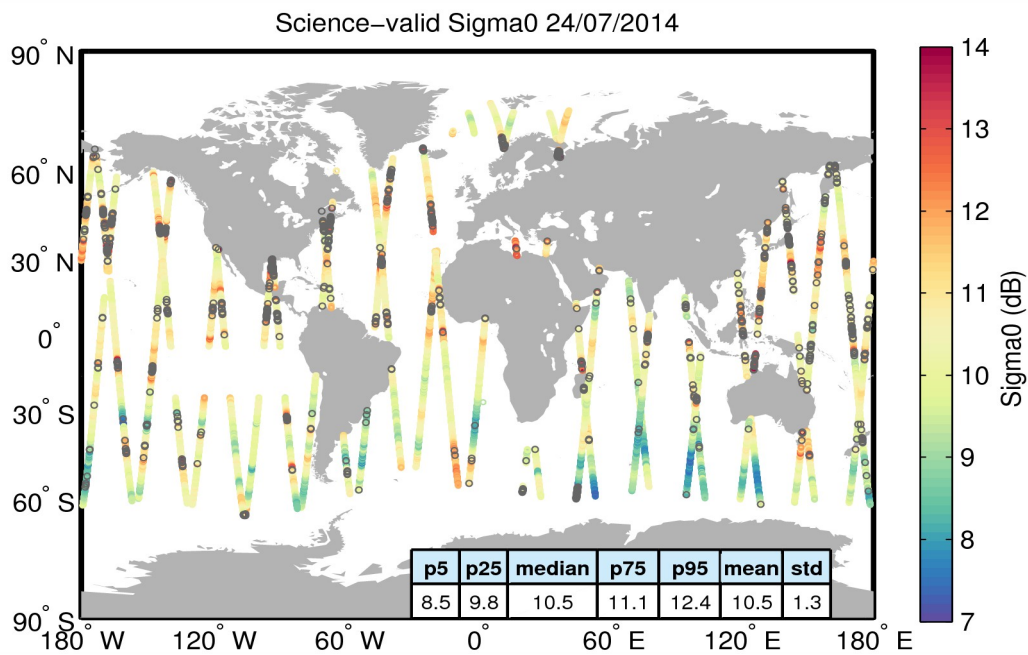 Science−valid Sigma0 24/07/2014
90° N
60° N
30° N
0°
30° S
60° S
90° S
180° W
120° W
60° W
0°
60° E
120° E
180° E
p5 p25 median p75 p95 mean std
8.5 9.8 10.5 11.1 12.4 10.5 1.3
14
13
12
11
10
9
8
7
Sigma0 (dB)